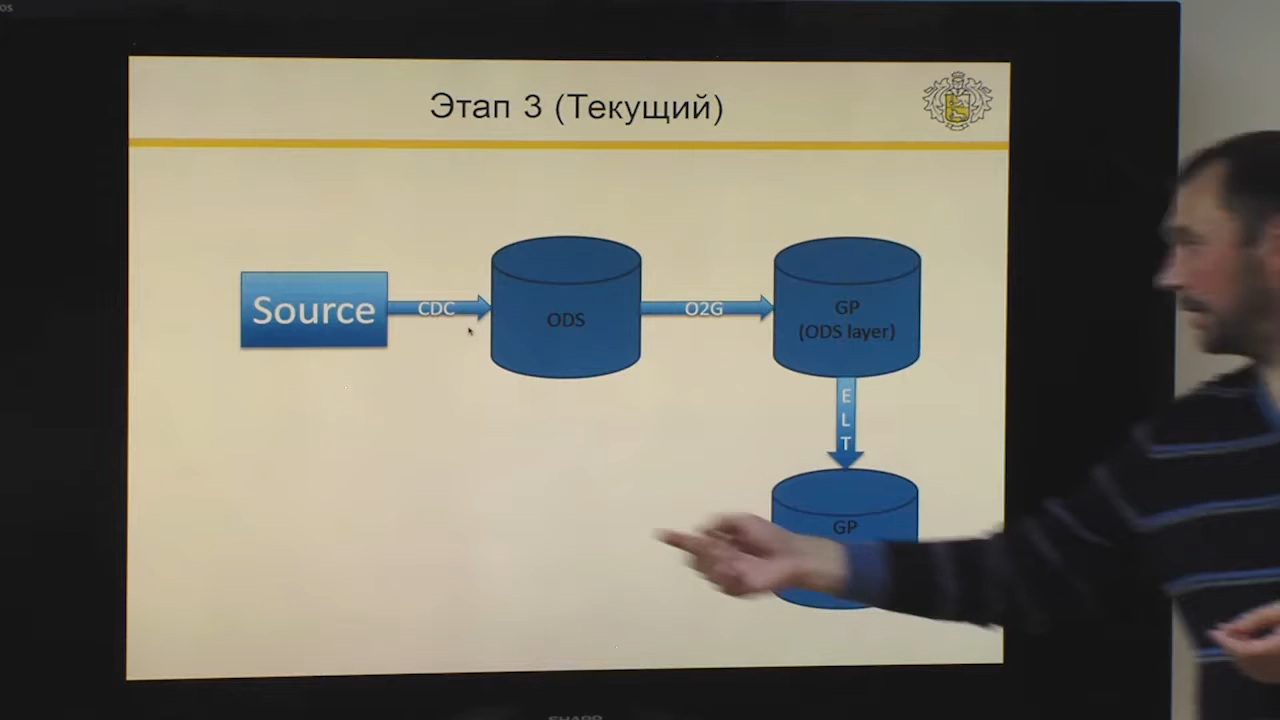 Этап 3 (Текущий)
Source
CDC
ODS
O2G
GP
(ODS layer)
E
L
T
GP